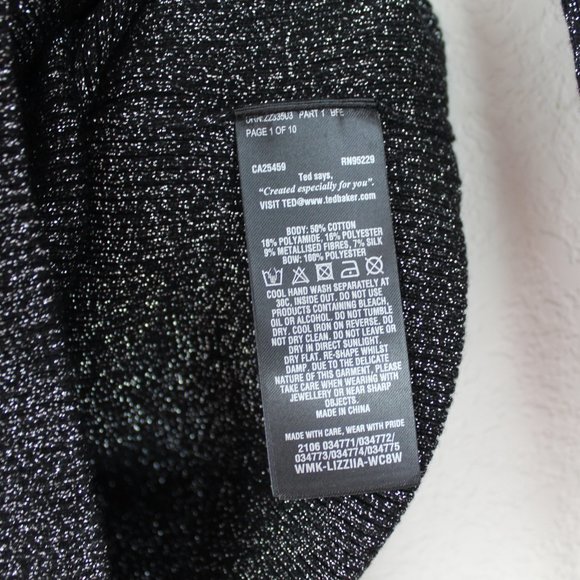 URN:2233503 PART 1 BFE
PAGE 1 OF 10
CA25459 RN95229
Ted says,
"Created especially for you".
VISIT TED@www.tedbaker.com
BODY: 50% COTTON
18% POLYAMIDE, 16% POLYESTER
9% METALLISED FIBRES, 7% SILK
BOW: 100% POLYESTER
COOL HAND WASH SEPARATELY AT
30C, INSIDE OUT. DO NOT USE
PRODUCTS CONTAINING BLEACH,
OIL OR ALCOHOL. DO NOT TUMBLE
DRY. COOL IRON ON REVERSE. DO
NOT DRY CLEAN. DO NOT LEAVE OR
DRY IN DIRECT SUNLIGHT.
DRY FLAT. RE-SHAPE WHILST
DAMP. DUE TO THE DELICATE
NATURE OF THIS GARMENT, PLEASE
TAKE CARE WHEN WEARING WITH
JEWELLERY OR NEAR SHARP
OBJECTS.
MADE IN CHINA
MADE WITH CARE, WEAR WITH PRIDE
2106 034771/034772/
034773/034774/034775
WMK-LIZZIIA-WC8W